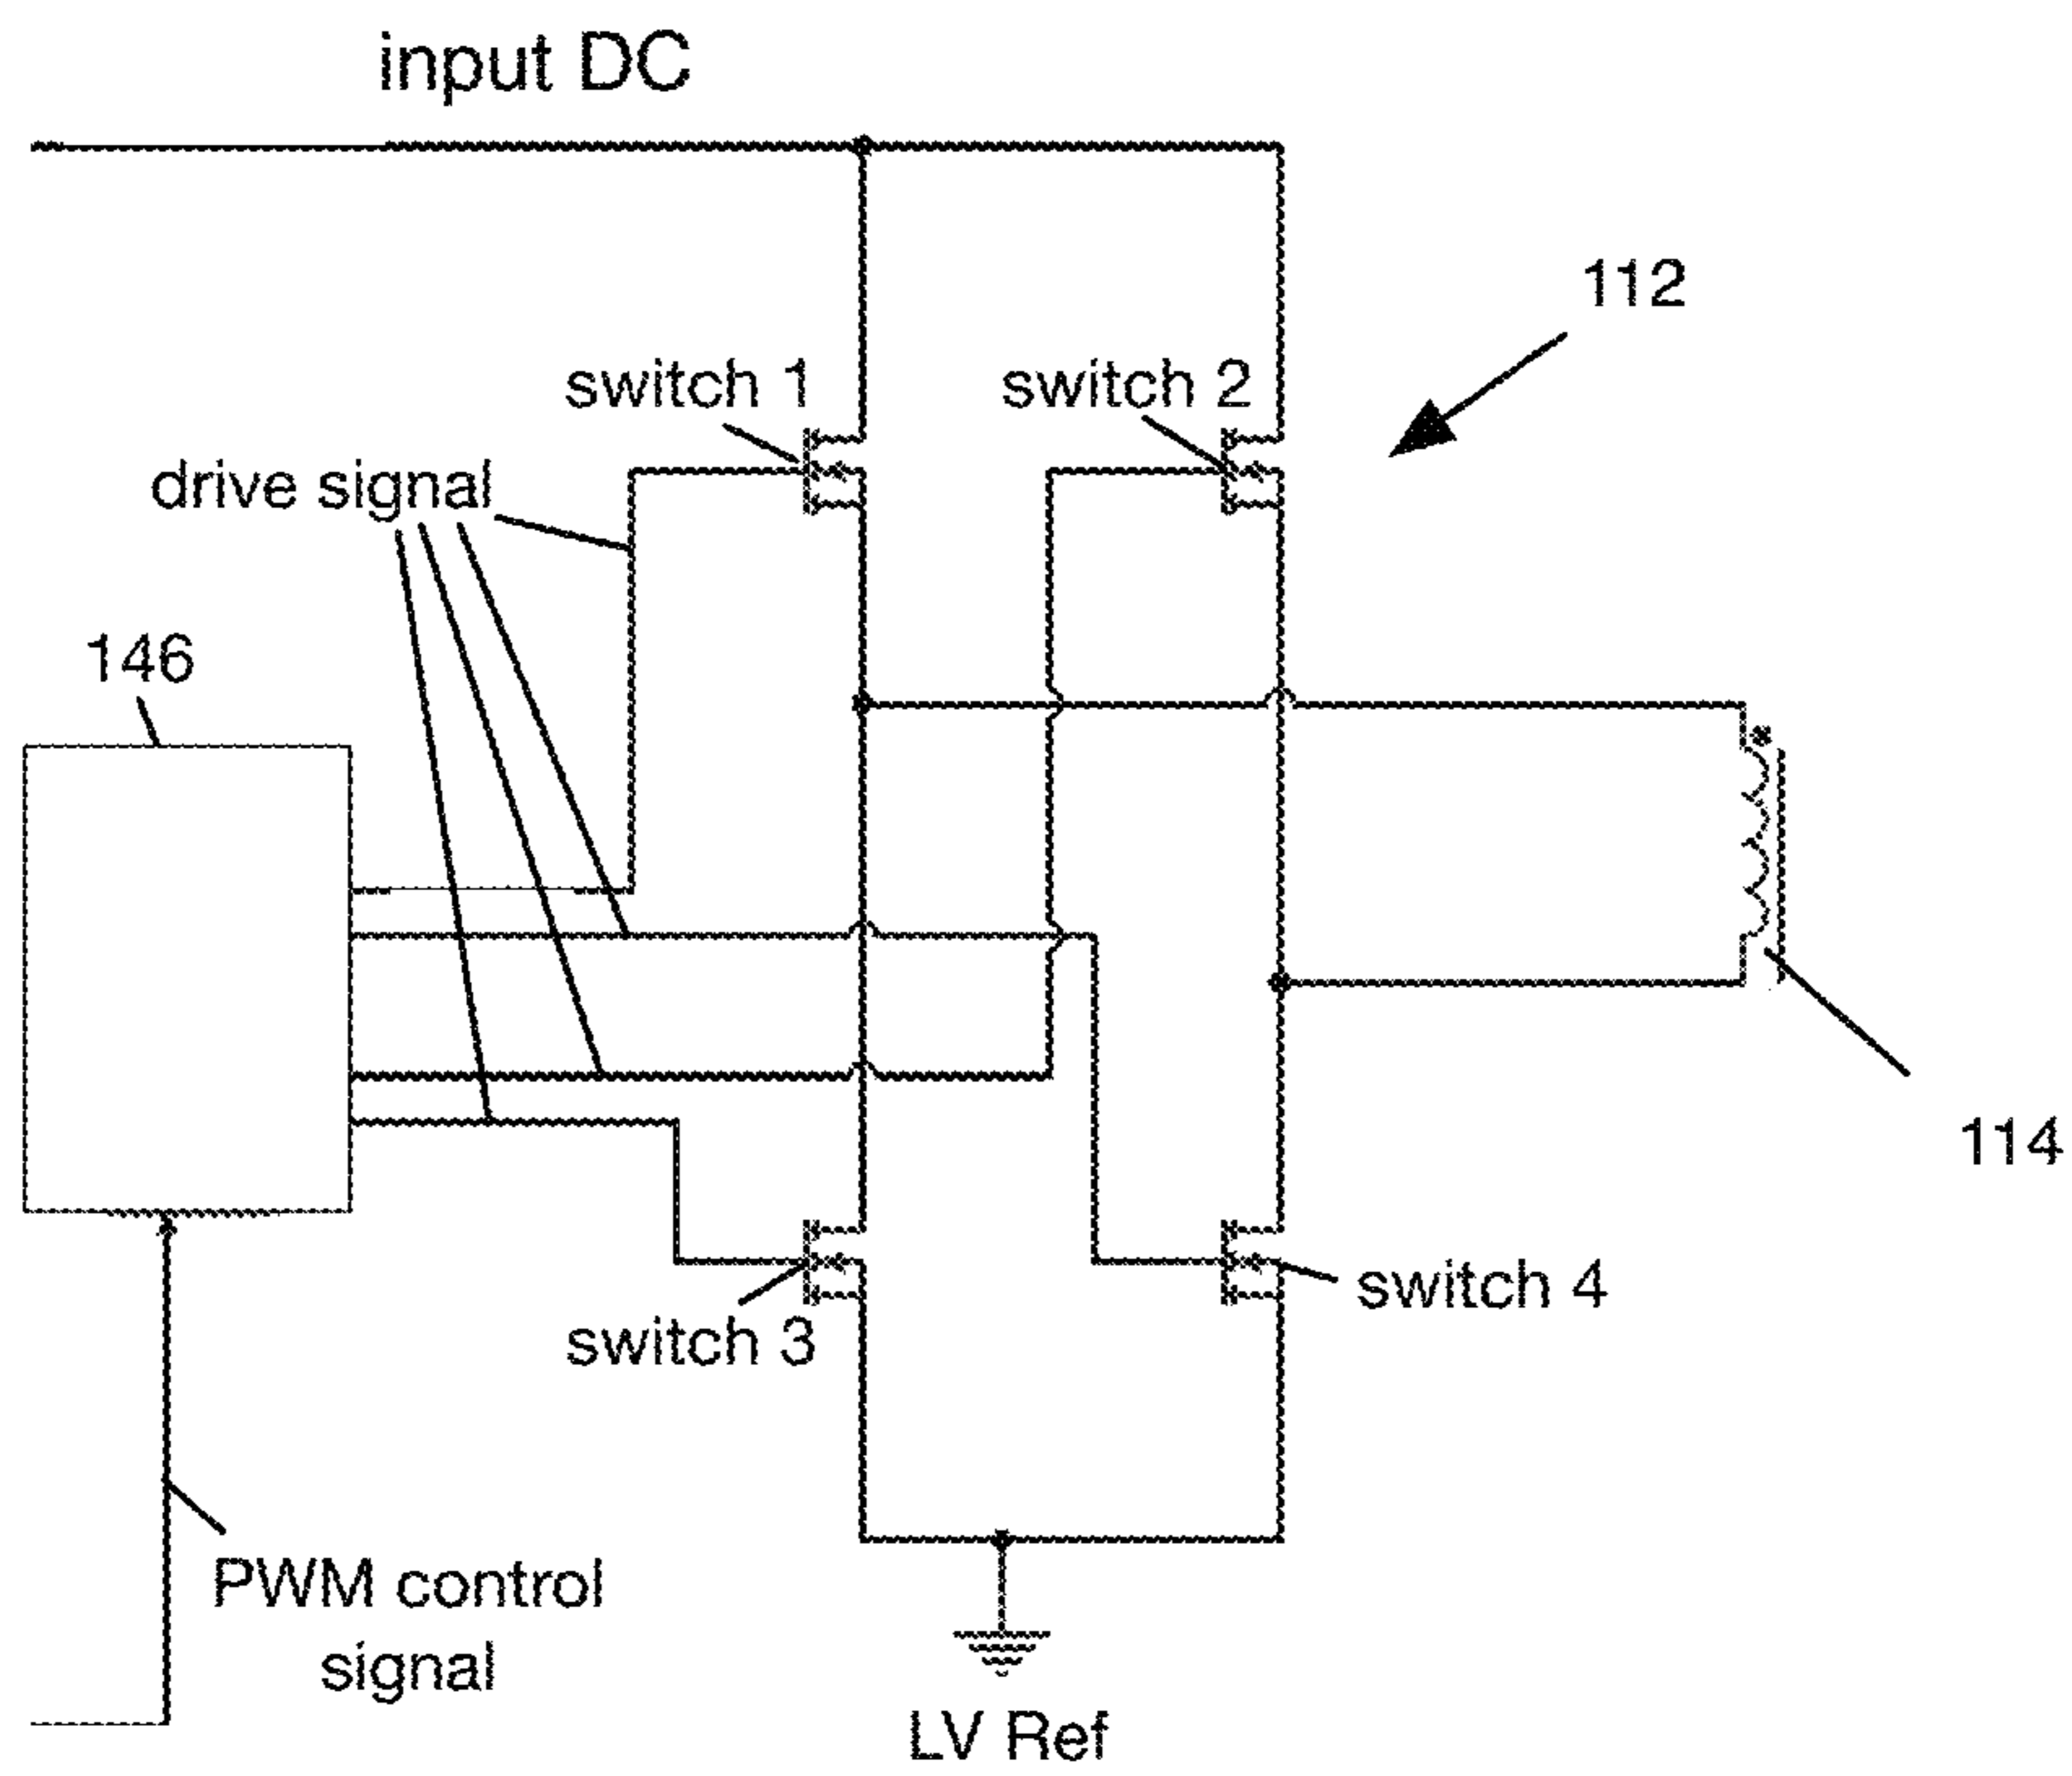 input DC
112
switch 1
switch 2
drive signal
146
114
switch 3
switch 4
PWM control
signal
LV Ref